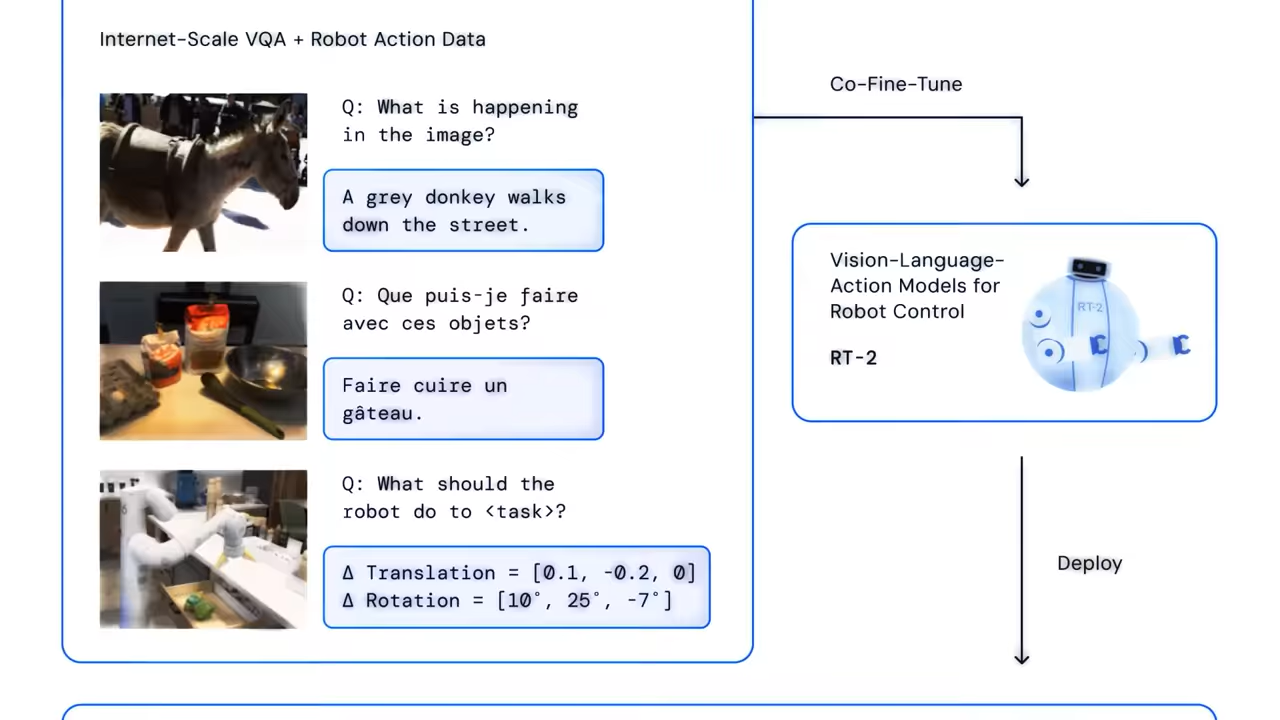 Internet-Scale VQA + Robot Action Data
Q: What is happening
in the image?
A grey donkey walks
down the street.
Q: Que puis-je faire
avec ces objets?
Faire cuire un
gâteau.
Q: What should the
robot do to <task>?
Δ Translation = [0.1, -0.2, 0]
Δ Rotation = [10°, 25°, -7°]
Co-Fine-Tune
Vision-Language-
Action Models for
Robot Control
RT-2
RT-2
Deploy